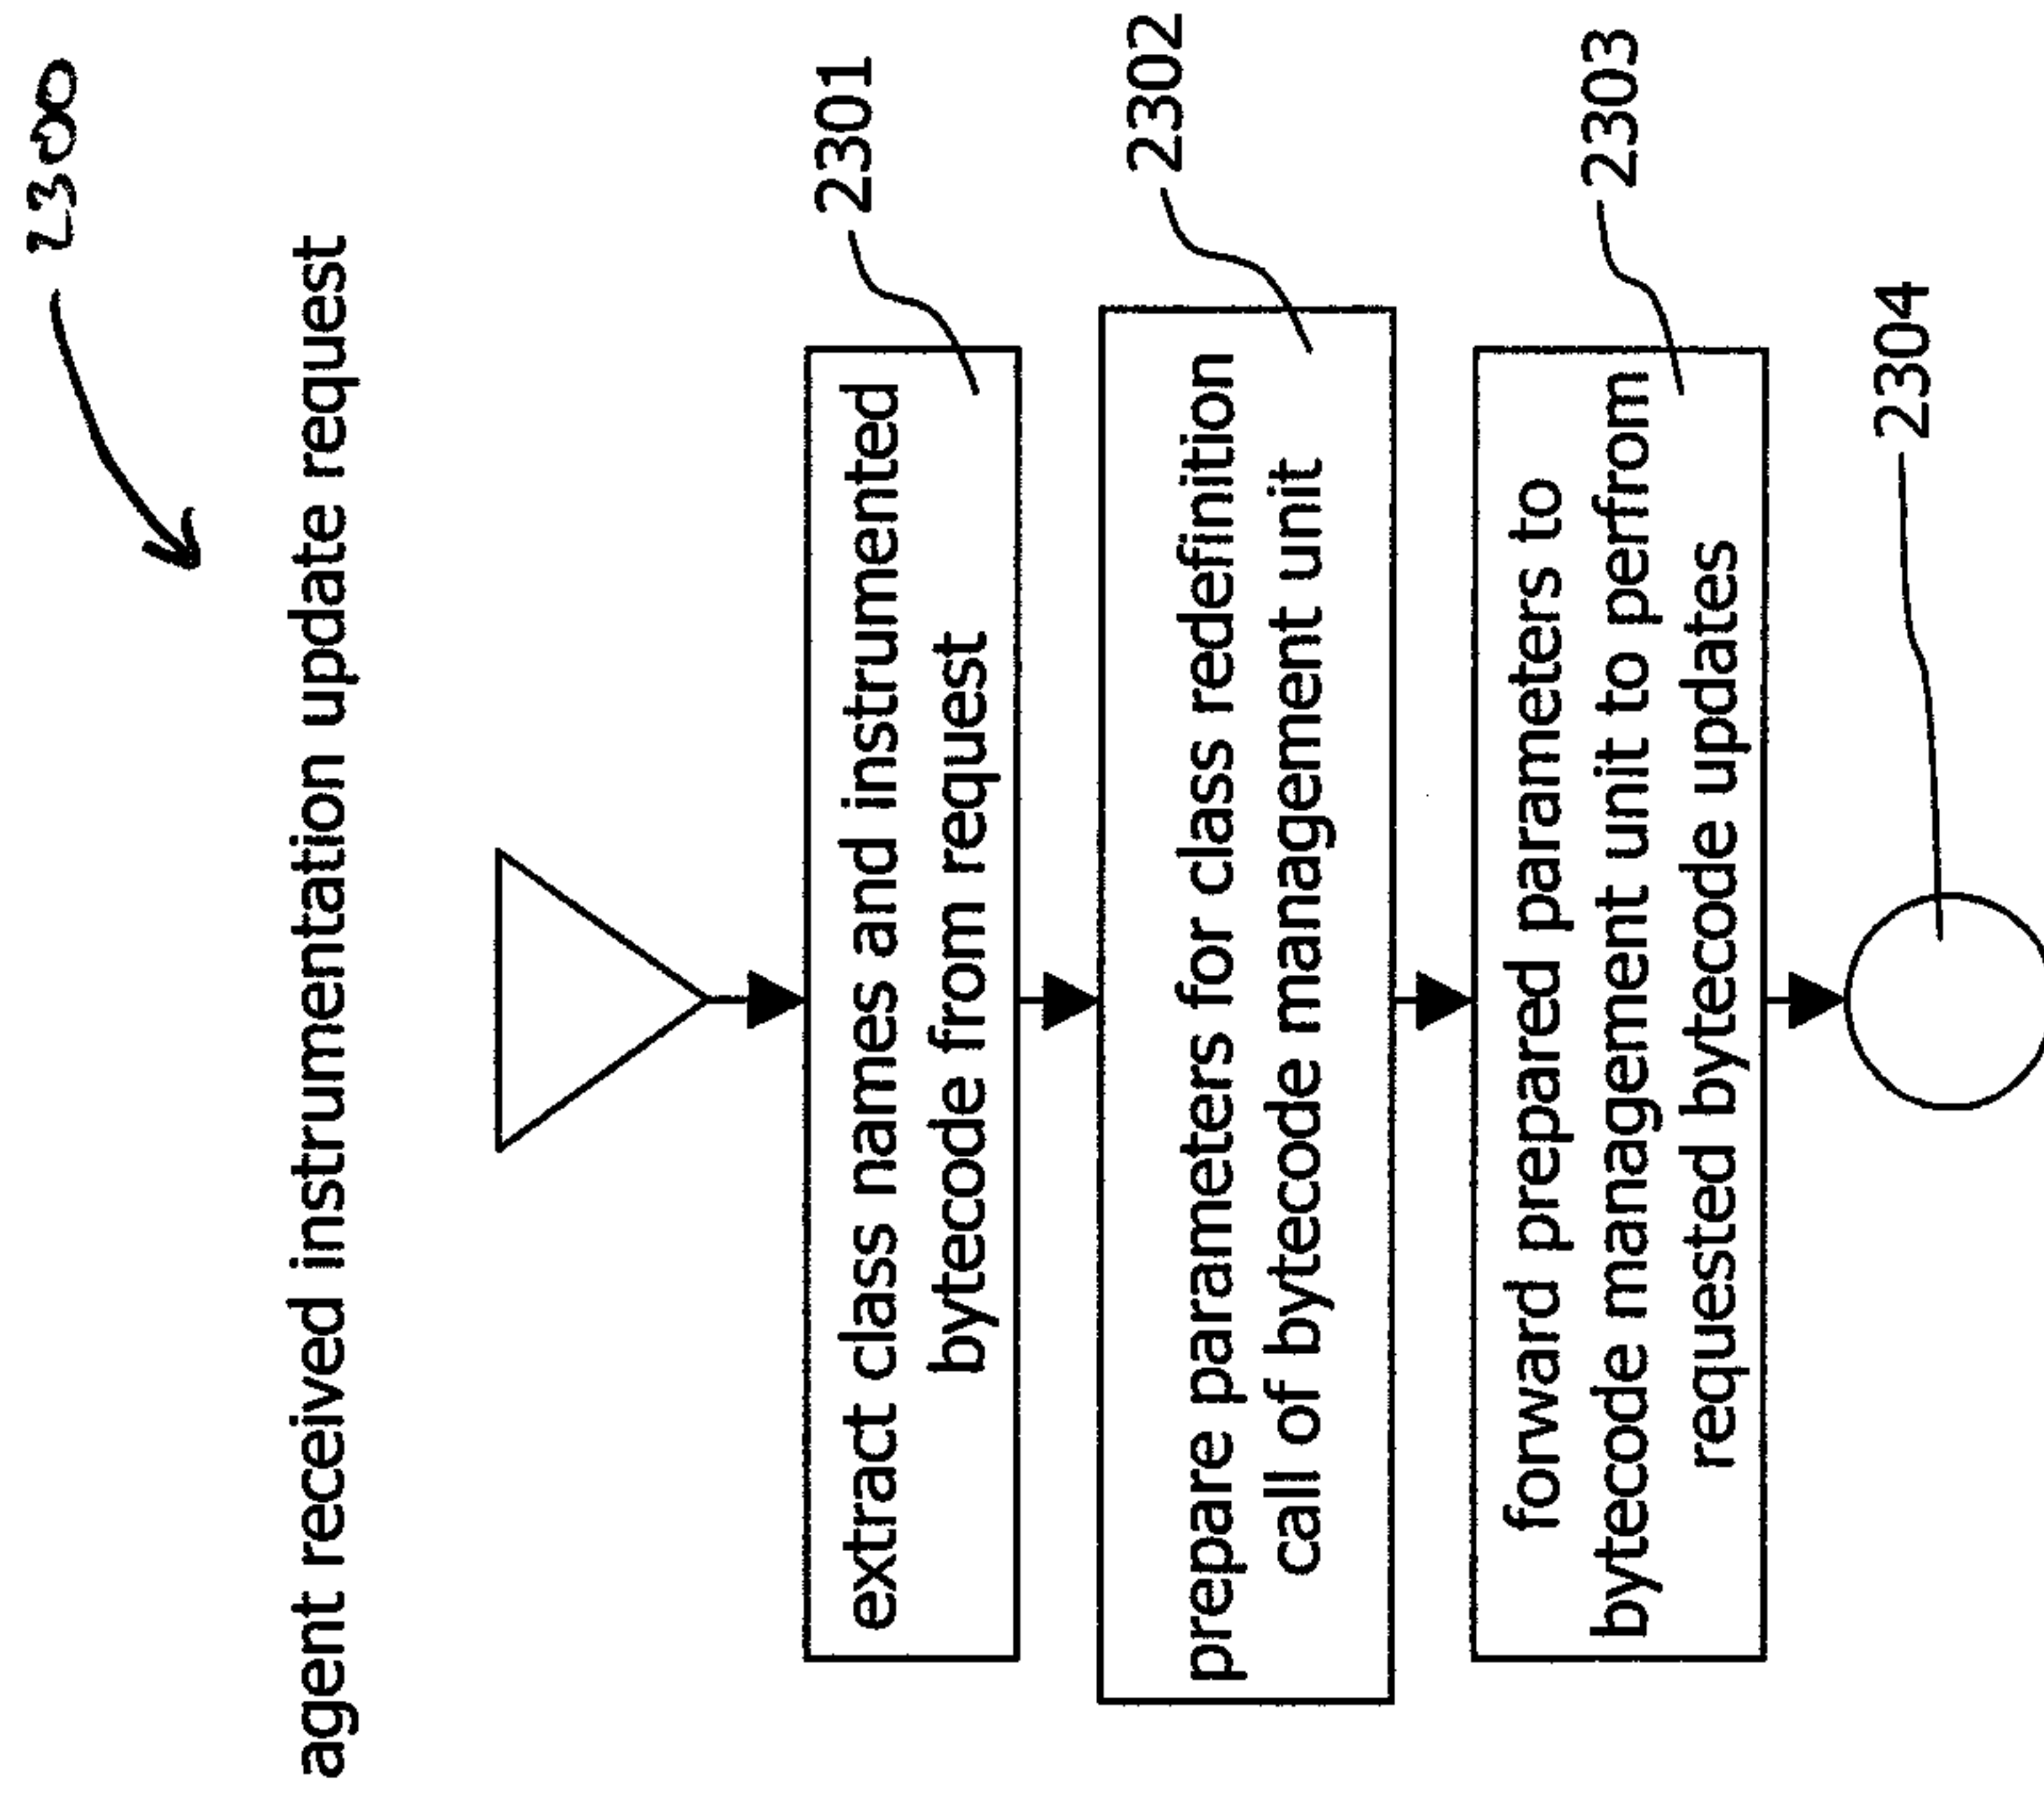 2300
agent received instrumentation update request
extract class names and instrumented
bytecode from request
2301
prepare parameters for class redefinition
call of bytecode management unit
2302
forward prepared parameters to
bytecode management unit to perfrom
requested bytecode updates
2303
2304